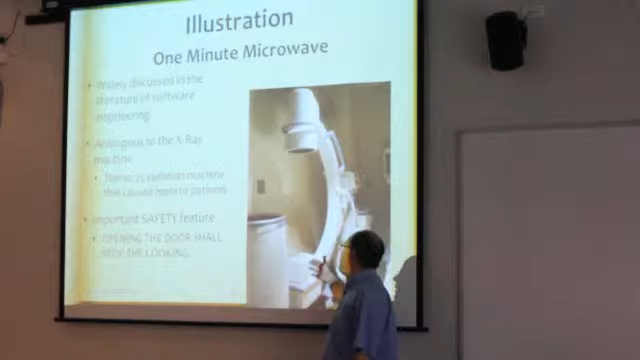 Illustration
One Minute Microwave
• Widely discussed in the
literature of software
engineering
• Analogous to the X-Ray
machine
• Therac 25 radiation machine
that caused harm to patients
• Important SAFETY feature
• OPENING THE DOOR SHALL
STOP THE COOKING